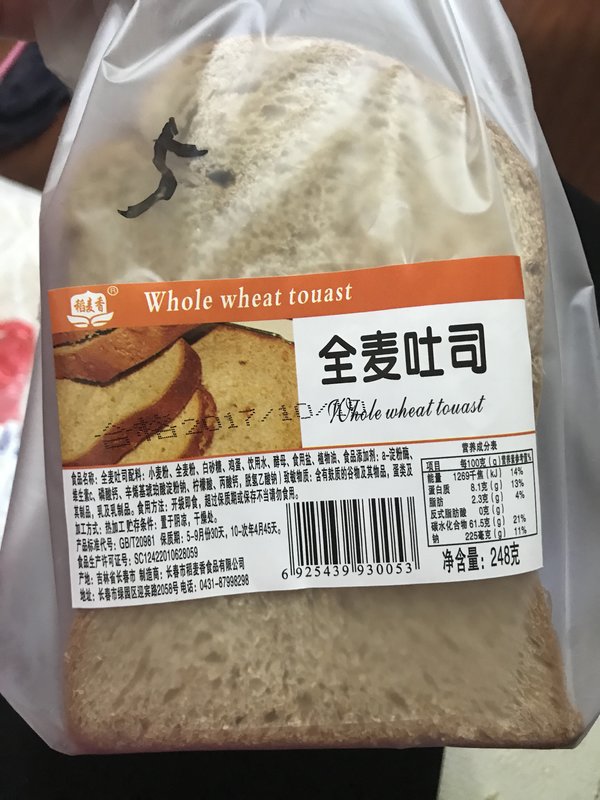 稻麦香®
Whole wheat touast
全麦吐司
Whole wheat touast
合格2017/10/
食品名称：全麦吐司配料：小麦粉、全麦粉、白砂糖、鸡蛋、饮用水、酵母、食用盐、植物油、食品添加剂：8-淀粉酶、
维生素c、磷酸钙、辛烯基琥珀酸淀粉钠、柠檬酸、丙酸钙、脱氢乙酸钠）致敏物质：含有麸质的谷物及其物品，蛋类及
其制品，乳及乳制品。食用方法：开袋即食，超过保质期或保存不当请勿食用。
加工方式：热加工 贮存条件：置于阴凉，干燥处。
产品标准代号：GB/T20981 保质期：5-9月份30天，10-次年4月45天。
食品生产许可证号：SC12422010628059
产地：吉林省长春市 制造商：长春市稻麦香食品有限公司
地址：长春市绿园区迎宾路2058号 电话：0431-87998298
6 925439 930053
营养成分表
项目 每100克（g） 营养素参考值%
能量 1269千焦（kJ） 14%
蛋白质 8.1克（g） 13%
脂肪 2.3克（g） 4%
反式脂肪酸 0克（g）
碳水化合物 61.5克（g） 21%
钠 225毫克（g） 11%
净含量：248克